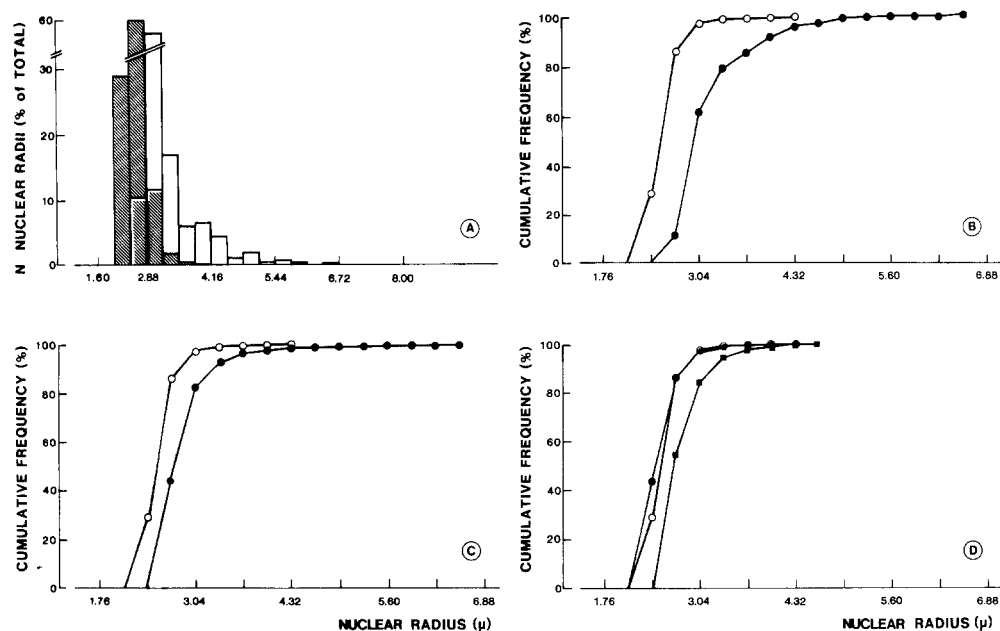 N NUCLEAR RADII (% of TOTAL)
60
30
20
10
0
1.60 2.88 4.16 5.44 6.72 8.00
A
CUMULATIVE FREQUENCY (%)
100
80
60
40
20
0
1.76 3.04 4.32 5.60 6.88
B
CUMULATIVE FREQUENCY (%)
100
80
60
40
20
0
1.76 3.04 4.32 5.60 6.88
C
NUCLEAR RADIUS (μ)
CUMULATIVE FREQUENCY (%)
100
80
60
40
20
0
1.76 3.04 4.32 5.60 6.88
D
NUCLEAR RADIUS (μ)